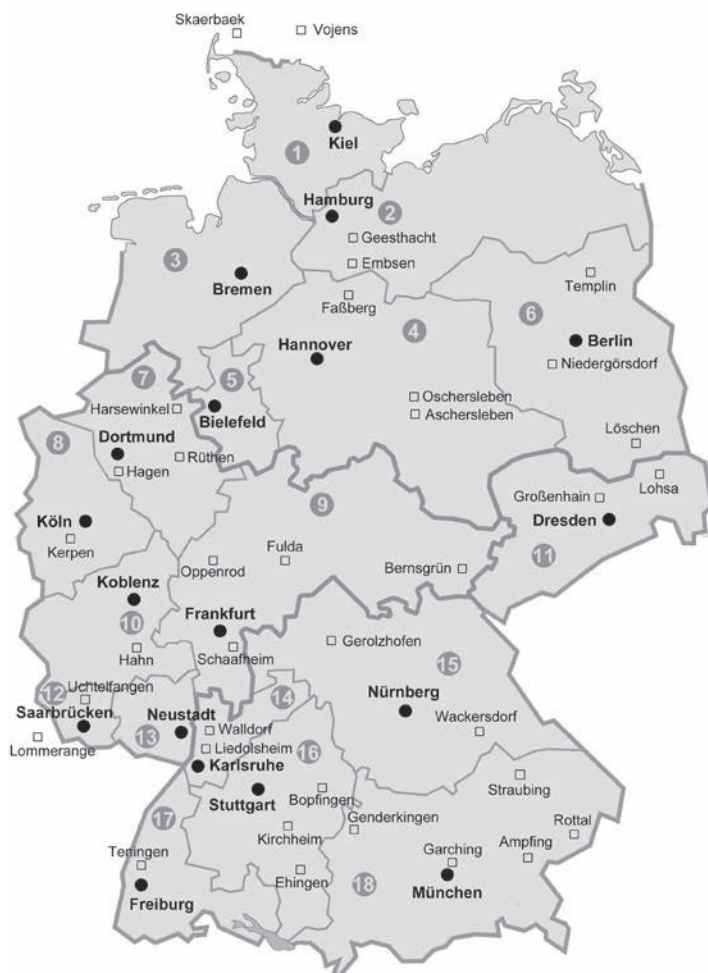 Skaerbaek
Vojens
Kiel
1
Hamburg
2
Geesthacht
3
Embsen
Bremen
Templin
Faßberg
6
4
Berlin
Hannover
Niedergörsdorf
7
5
Oschersleben
Harsewinkel
Aschersleben
Bielefeld
8
Dortmund
Löschen
Rüthen
Hagen
Lohsa
Großenhain
9
Köln
Dresden
Kerpen
Fulda
11
Oppenrod
Bernsgrün
Koblenz
Frankfurt
10
Gerolzhofen
Hahn
Schaafheim
15
Uchtelfangen
12
14
Nürnberg
Saarbrücken
Neustadt
Walldorf
Wackersdorf
13
Liedolsheim
16
Lommerange
Karlsruhe
Straubing
Stuttgart
Bopfingen
17
Genderkingen
Rottal
Kirchheim
Ampfing
Teningen
Garching
Ehingen
18
Freiburg
München